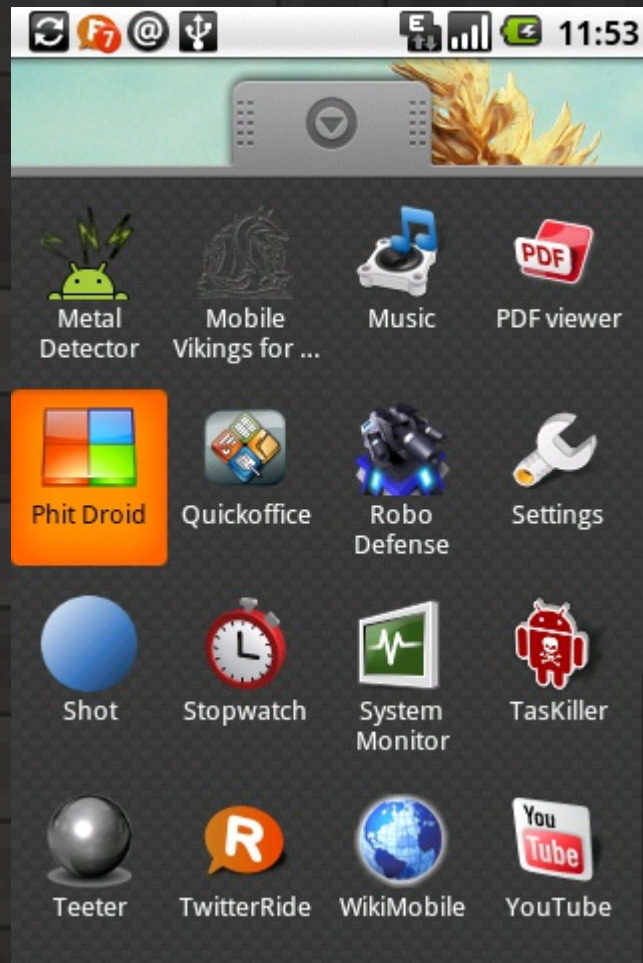 7 @ E 11:53
Metal
Detector
Mobile
Vikings for ...
Music
PDF
PDF viewer
Phit Droid
Quickoffice
Robo
Defense
Settings
Shot
Stopwatch
System
Monitor
TasKiller
Teeter
R
TwitterRide
WikiMobile
You
Tube
YouTube